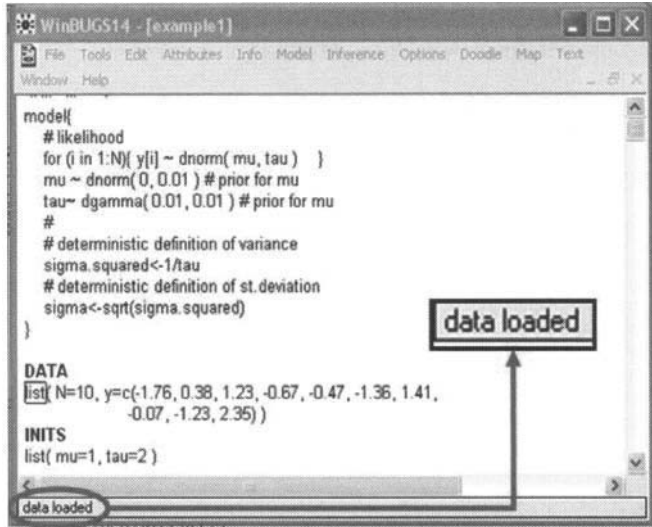 WinBUGS14 - [example1]
File Tools Edit Attributes Info Model Inference Options Doodle Map Text
Window Help
model{
# likelihood
for (i in 1:N){ y[i] ~ dnorm( mu, tau ) }
mu ~ dnorm( 0, 0.01 ) # prior for mu
tau~ dgamma( 0.01, 0.01 ) # prior for mu
#
# deterministic definition of variance
sigma.squared<-1/tau
# deterministic definition of st.deviation
sigma<-sqrt(sigma.squared)
}
data loaded
DATA
list( N=10, y=c(-1.76, 0.38, 1.23, -0.67, -0.47, -1.36, 1.41,
-0.07, -1.23, 2.35) )
INITS
list( mu=1, tau=2 )
data loaded